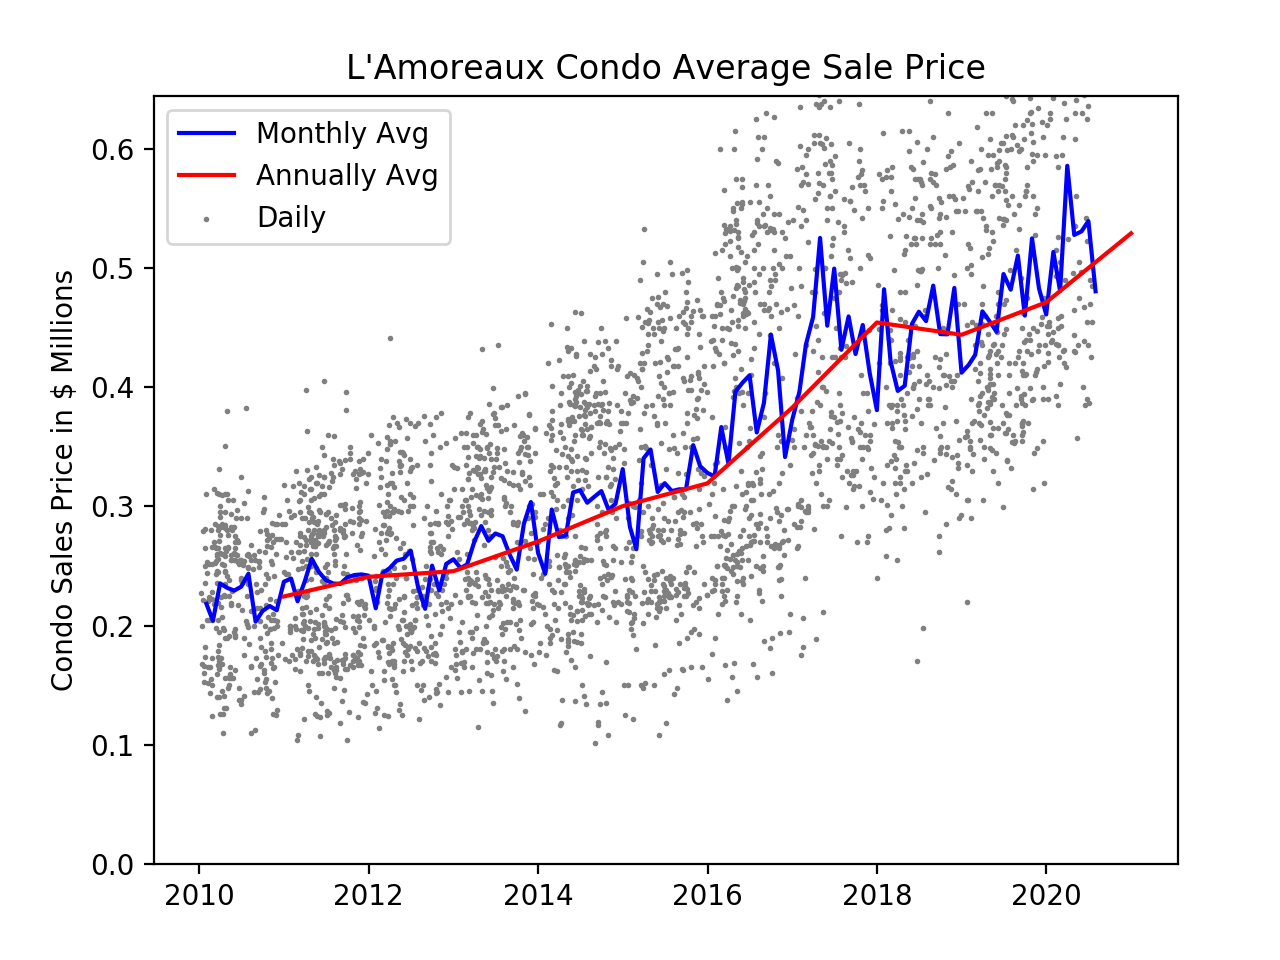 L'Amoreaux Condo Average Sale Price
Monthly Avg
Annually Avg
Daily
Condo Sales Price in $ Millions
0.6
0.5
0.4
0.3
0.2
0.1
0.0
2010 2012 2014 2016 2018 2020